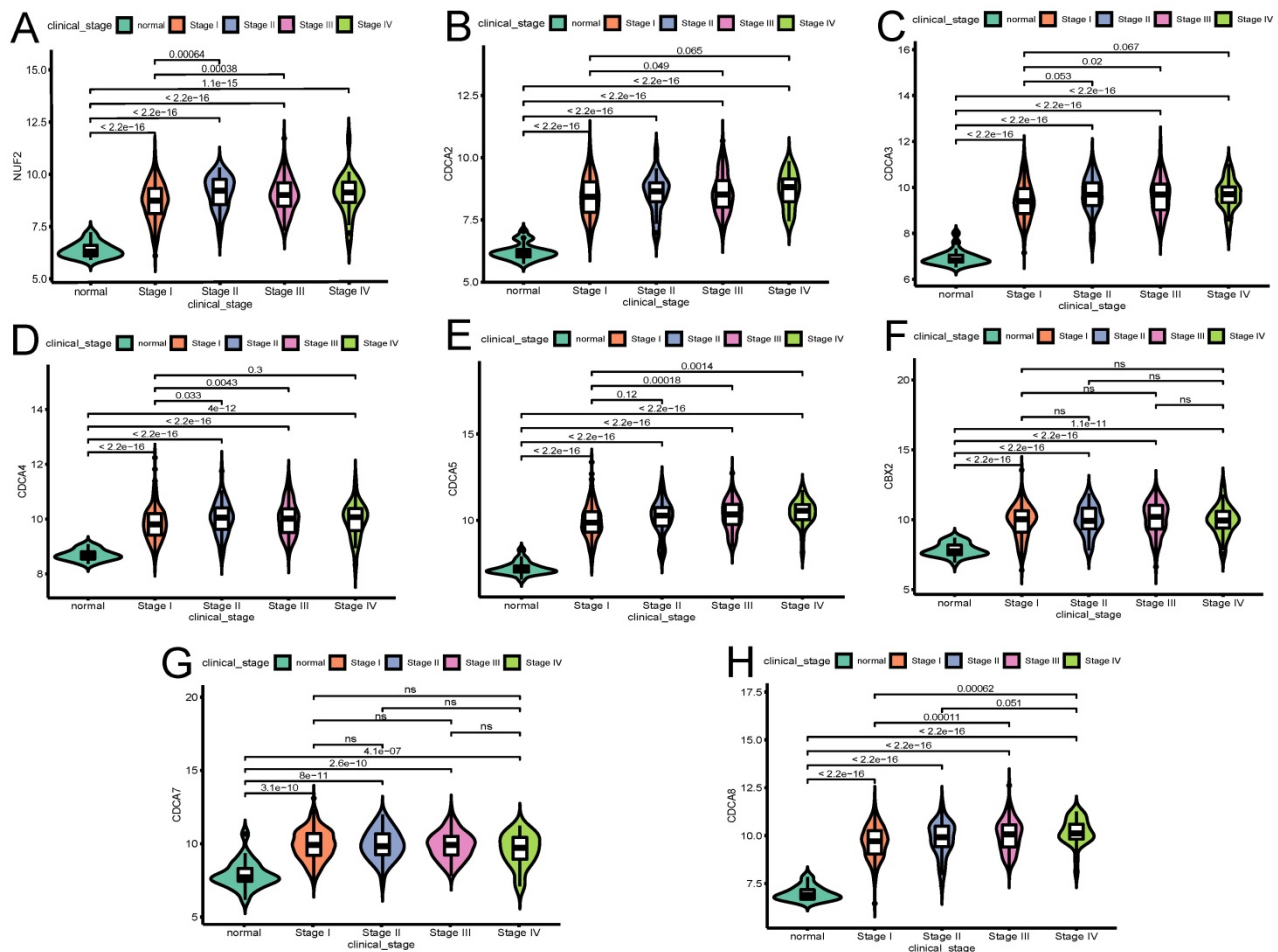 A
clinical_stage normal Stage I Stage II Stage III Stage IV
0.00064
0.00038
1.1e−15
< 2.2e−16
< 2.2e−16
< 2.2e−16
15.0
12.5
10.0
7.5
5.0
NUF2
normal Stage I Stage II Stage III Stage IV
clinical_stage
B
clinical_stage normal Stage I Stage II Stage III Stage IV
0.065
0.049
< 2.2e−16
< 2.2e−16
< 2.2e−16
< 2.2e−16
12.5
10.0
7.5
5.0
CDCA2
normal Stage I Stage II Stage III Stage IV
clinical_stage
C
clinical_stage normal Stage I Stage II Stage III Stage IV
0.067
0.02
0.053
< 2.2e−16
< 2.2e−16
< 2.2e−16
< 2.2e−16
16
14
12
10
8
6
CDCA3
normal Stage I Stage II Stage III Stage IV
clinical_stage
D
clinical_stage normal Stage I Stage II Stage III Stage IV
0.3
0.0043
0.033
4e−12
< 2.2e−16
< 2.2e−16
< 2.2e−16
14
12
10
8
CDCA4
normal Stage I Stage II Stage III Stage IV
clinical_stage
E
clinical_stage normal Stage I Stage II Stage III Stage IV
0.0014
0.00018
0.12
< 2.2e−16
< 2.2e−16
< 2.2e−16
< 2.2e−16
15
10
CDCA5
normal Stage I Stage II Stage III Stage IV
clinical_stage
F
clinical_stage normal Stage I Stage II Stage III Stage IV
ns
ns
ns
ns
ns
1.1e−11
< 2.2e−16
< 2.2e−16
< 2.2e−16
20
15
10
5
CBX2
normal Stage I Stage II Stage III Stage IV
clinical_stage
G
clinical_stage normal Stage I Stage II Stage III Stage IV
ns
ns
ns
ns
ns
4.1e−07
2.6e−10
8e−11
3.1e−10
20
15
10
5
CDCA7
normal Stage I Stage II Stage III Stage IV
clinical_stage
H
clinical_stage normal Stage I Stage II Stage III Stage IV
0.00062
0.051
0.00011
< 2.2e−16
< 2.2e−16
< 2.2e−16
< 2.2e−16
17.5
15.0
12.5
10.0
7.5
CDCA8
normal Stage I Stage II Stage III Stage IV
clinical_stage